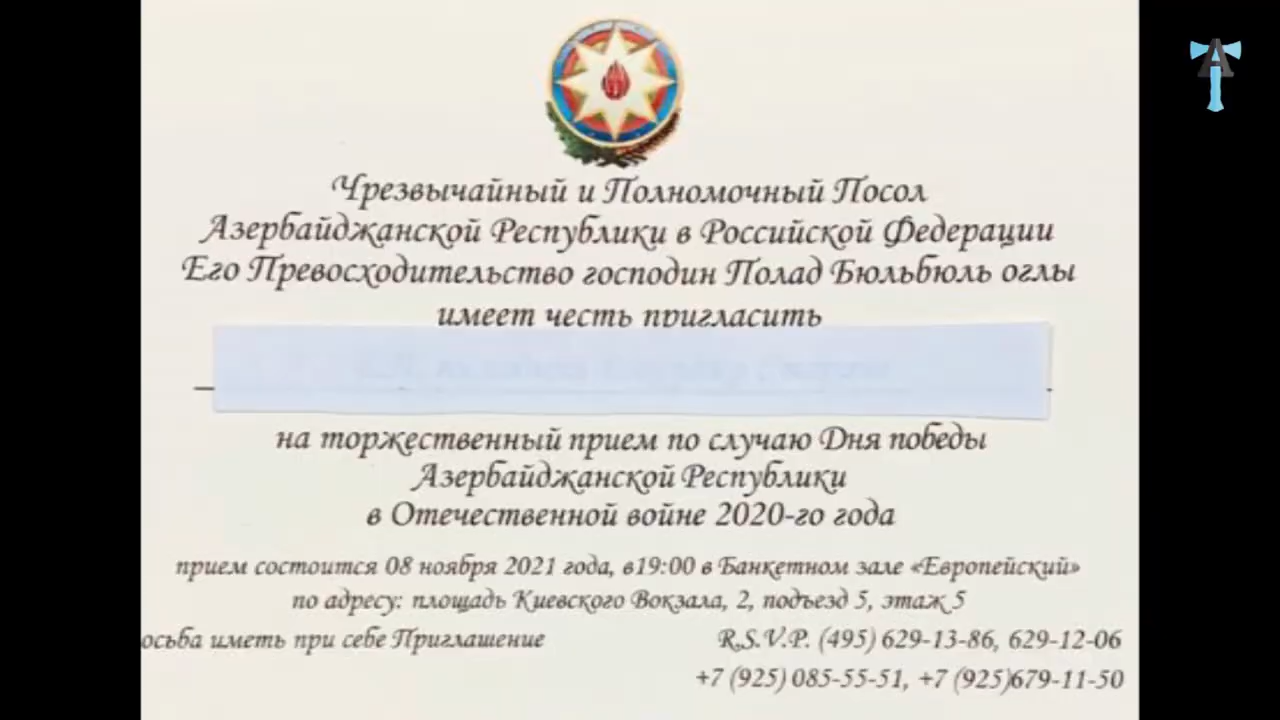 Чрезвычайный и Полномочный Посол
Азербайджанской Республики в Российской Федерации
Его Превосходительство господин Полад Бюльбюль оглы
имеет честь пригласить
на торжественный прием по случаю Дня победы
Азербайджанской Республики
в Отечественной войне 2020-го года
прием состоится 08 ноября 2021 года, в19:00 в Банкетном зале «Европейский»
по адресу: площадь Киевского Вокзала, 2, подъезд 5, этаж 5
осьба иметь при себе Приглашение R.S.V.P. (495) 629-13-86, 629-12-06
+7 (925) 085-55-51, +7 (925)679-11-50